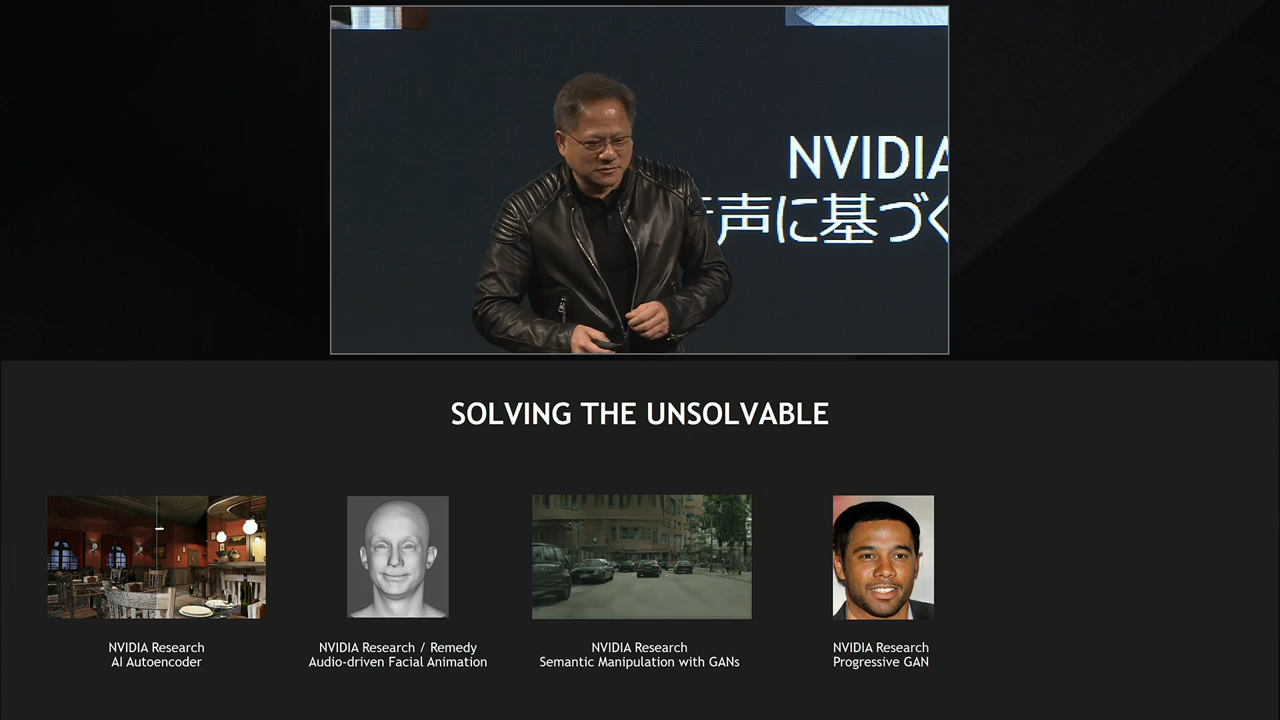 NVIDIA
声に基づく
SOLVING THE UNSOLVABLE
NVIDIA Research
AI Autoencoder
NVIDIA Research / Remedy
Audio-driven Facial Animation
NVIDIA Research
Semantic Manipulation with GANs
NVIDIA Research
Progressive GAN